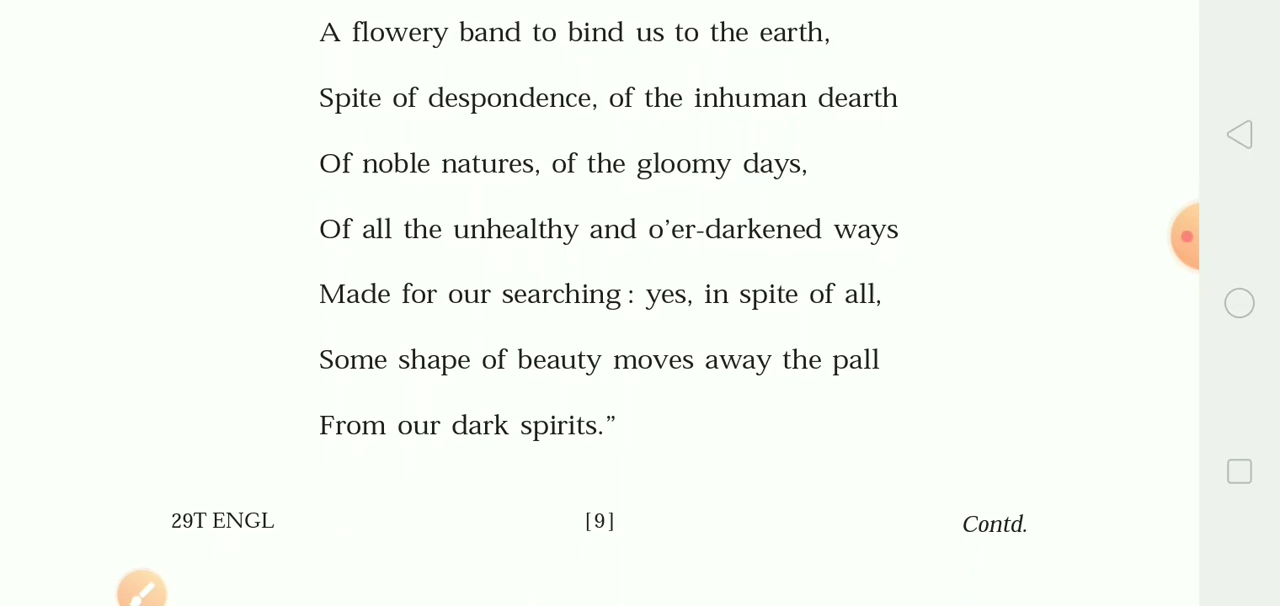 A flowery band to bind us to the earth,
Spite of despondence, of the inhuman dearth
Of noble natures, of the gloomy days,
Of all the unhealthy and o’er-darkened ways
Made for our searching : yes, in spite of all,
Some shape of beauty moves away the pall
From our dark spirits.”
29T ENGL [9] Contd.